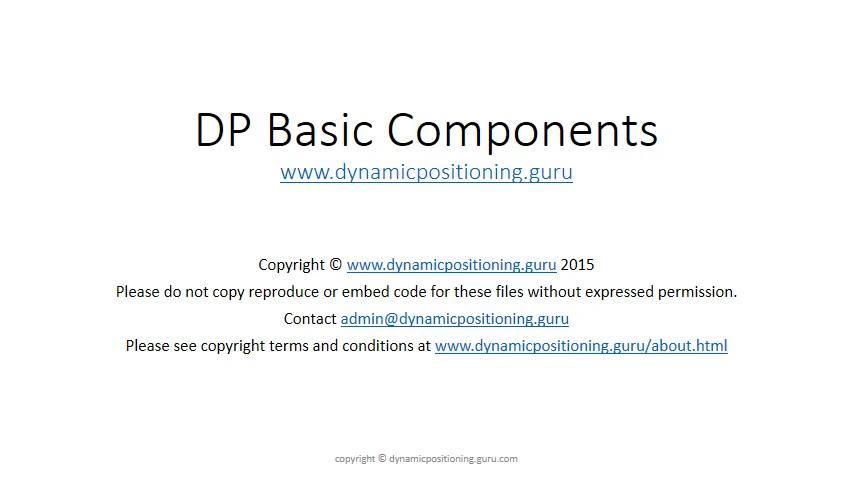 DP Basic Components
www.dynamicpositioning.guru
Copyright © www.dynamicpositioning.guru 2015
Please do not copy reproduce or embed code for these files without expressed permission.
Contact admin@dynamicpositioning.guru
Please see copyright terms and conditions at www.dynamicpositioning.guru/about.html
copyright © dynamicpositioning.guru.com